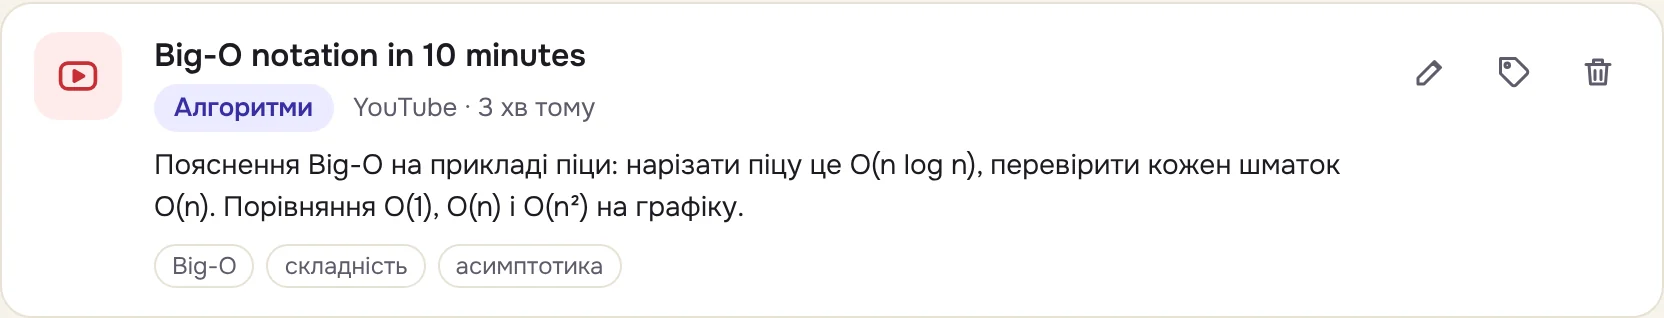 Big-O notation in 10 minutes
Алгоритми YouTube · 3 хв тому
Пояснення Big-O на прикладі піци: нарізати піцу це O(n log n), перевірити кожен шматок
O(n). Порівняння O(1), O(n) і O(n²) на графіку.
Big-O складність асимптотика